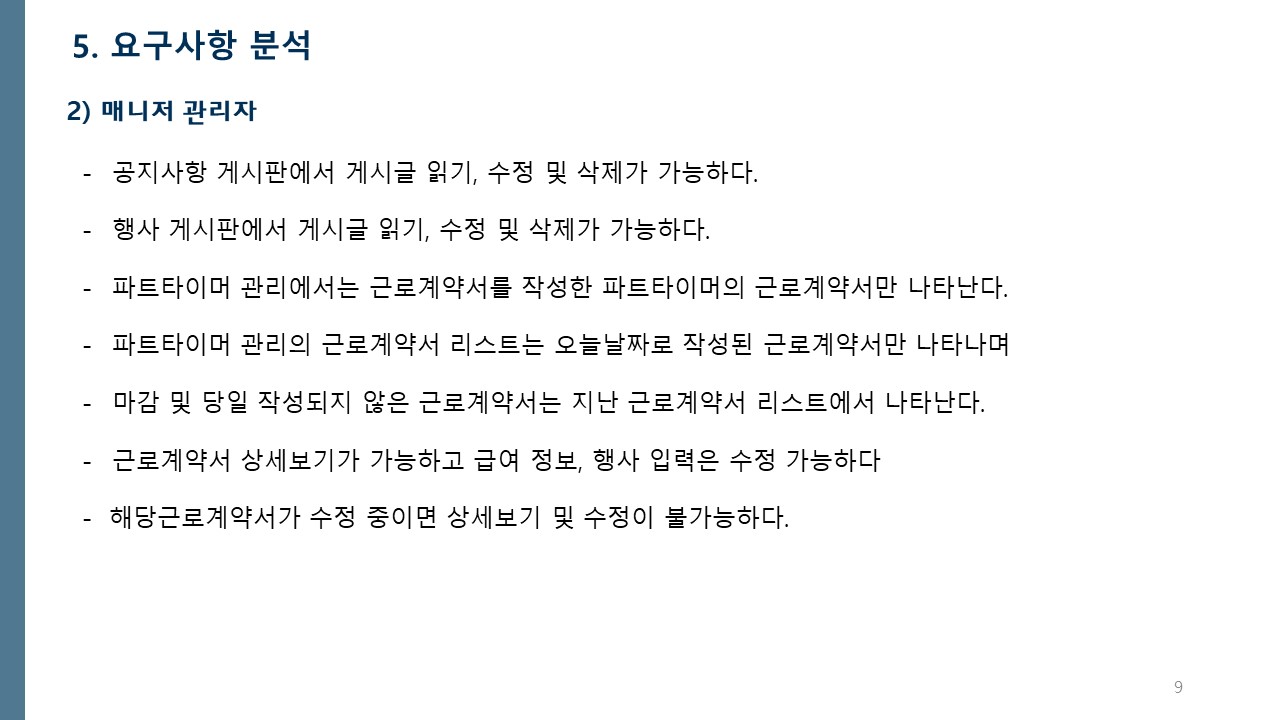 5. 요구사항 분석
2) 매니저 관리자
- 공지사항 게시판에서 게시글 읽기, 수정 및 삭제가 가능하다.
- 행사 게시판에서 게시글 읽기, 수정 및 삭제가 가능하다.
- 파트타이머 관리에서는 근로계약서를 작성한 파트타이머의 근로계약서만 나타난다.
- 파트타이머 관리의 근로계약서 리스트는 오늘날짜로 작성된 근로계약서만 나타나며
- 마감 및 당일 작성되지 않은 근로계약서는 지난 근로계약서 리스트에서 나타난다.
- 근로계약서 상세보기가 가능하고 급여 정보, 행사 입력은 수정 가능하다
- 해당근로계약서가 수정 중이면 상세보기 및 수정이 불가능하다.
9